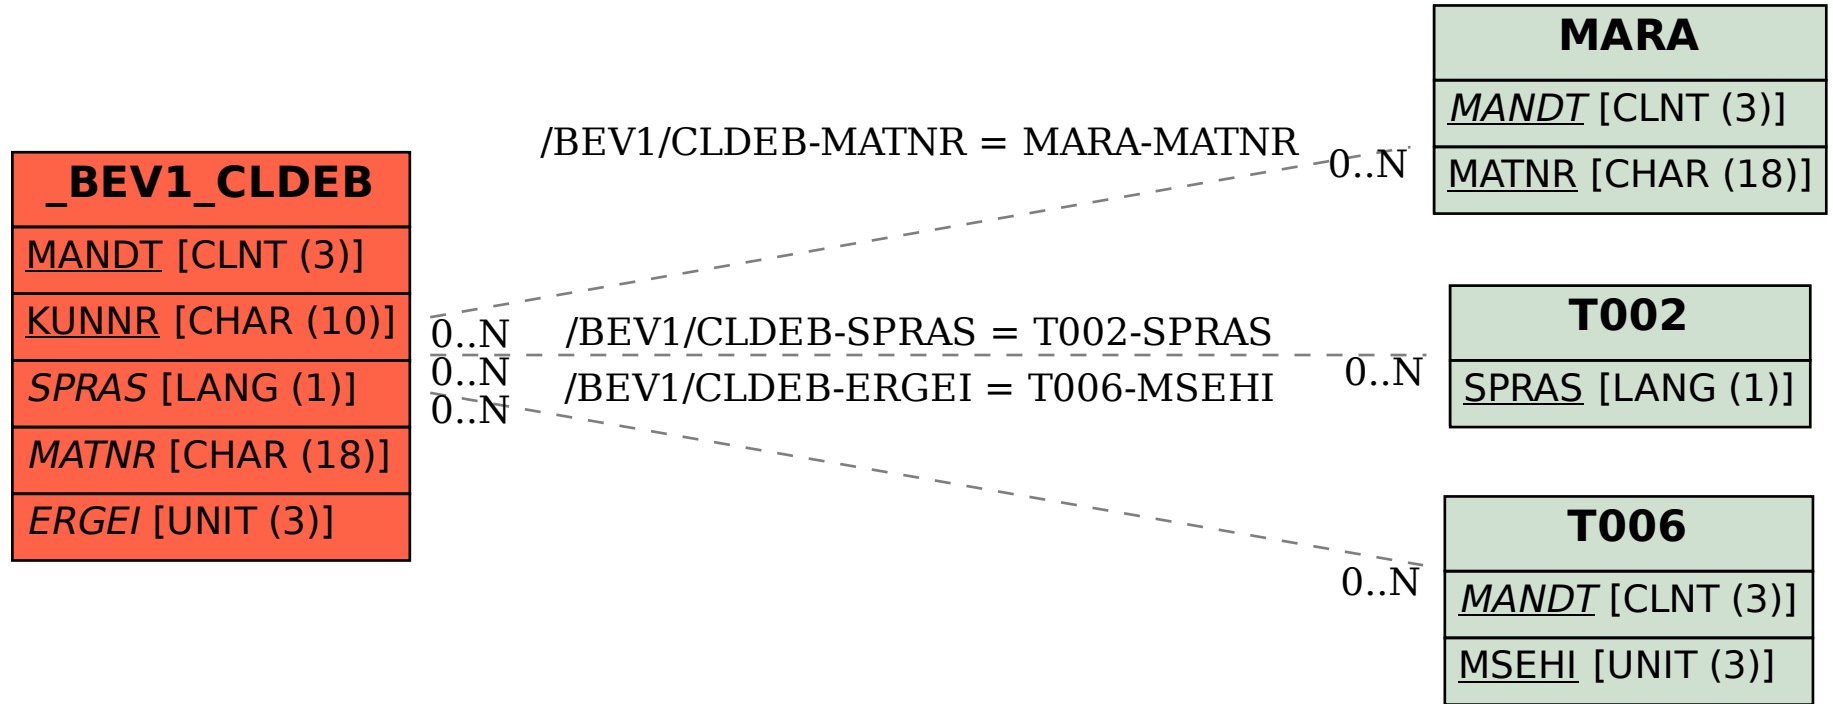 _BEV1_CLDEB
MANDT [CLNT (3)]
KUNNR [CHAR (10)]
SPRAS [LANG (1)]
MATNR [CHAR (18)]
ERGEI [UNIT (3)]
/BEV1/CLDEB-MATNR = MARA-MATNR
0..N
0..N
/BEV1/CLDEB-SPRAS = T002-SPRAS
0..N
0..N
/BEV1/CLDEB-ERGEI = T006-MSEHI
0..N
0..N
MARA
MANDT [CLNT (3)]
MATNR [CHAR (18)]
T002
SPRAS [LANG (1)]
T006
MANDT [CLNT (3)]
MSEHI [UNIT (3)]